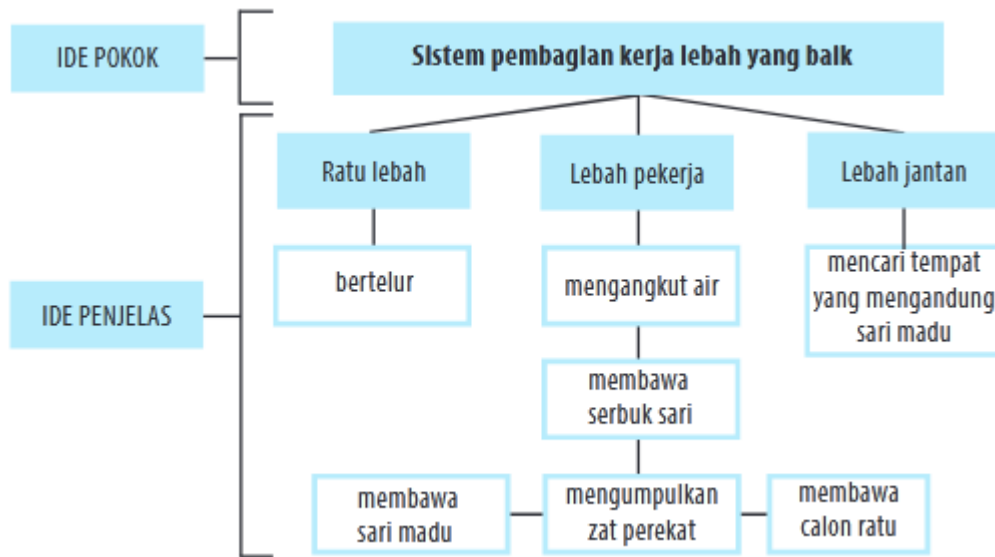 IDE POKOK
Sistem pembagian kerja lebah yang baik
Ratu lebah
Lebah pekerja
Lebah jantan
IDE PENJELAS
bertelur
mengangkut air
mencari tempat
yang mengandung
sari madu
membawa
serbuk sari
membawa
sari madu
mengumpulkan
zat perekat
membawa
calon ratu